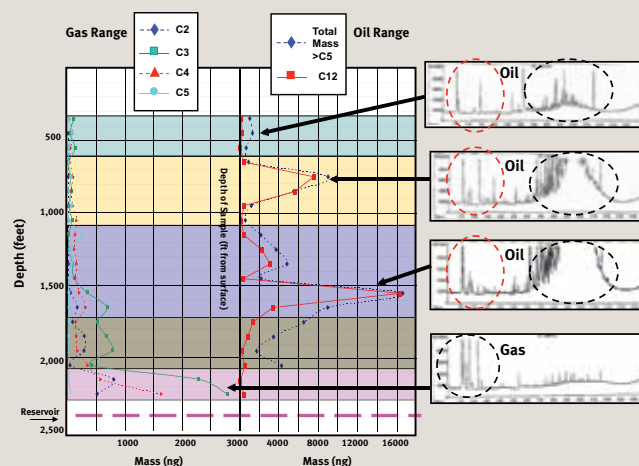 Gas Range
C2
C3
C4
C5
Total
Mass
>C5
C12
Oil Range
Depth (feet)
500
1,000
1,500
2,000
Reservoir
2,500
Depth of Sample (ft from surface)
1000
2000
3000
4000
8000
12000
16000
Mass (ng)
Mass (ng)
Oil
Oil
Oil
Gas